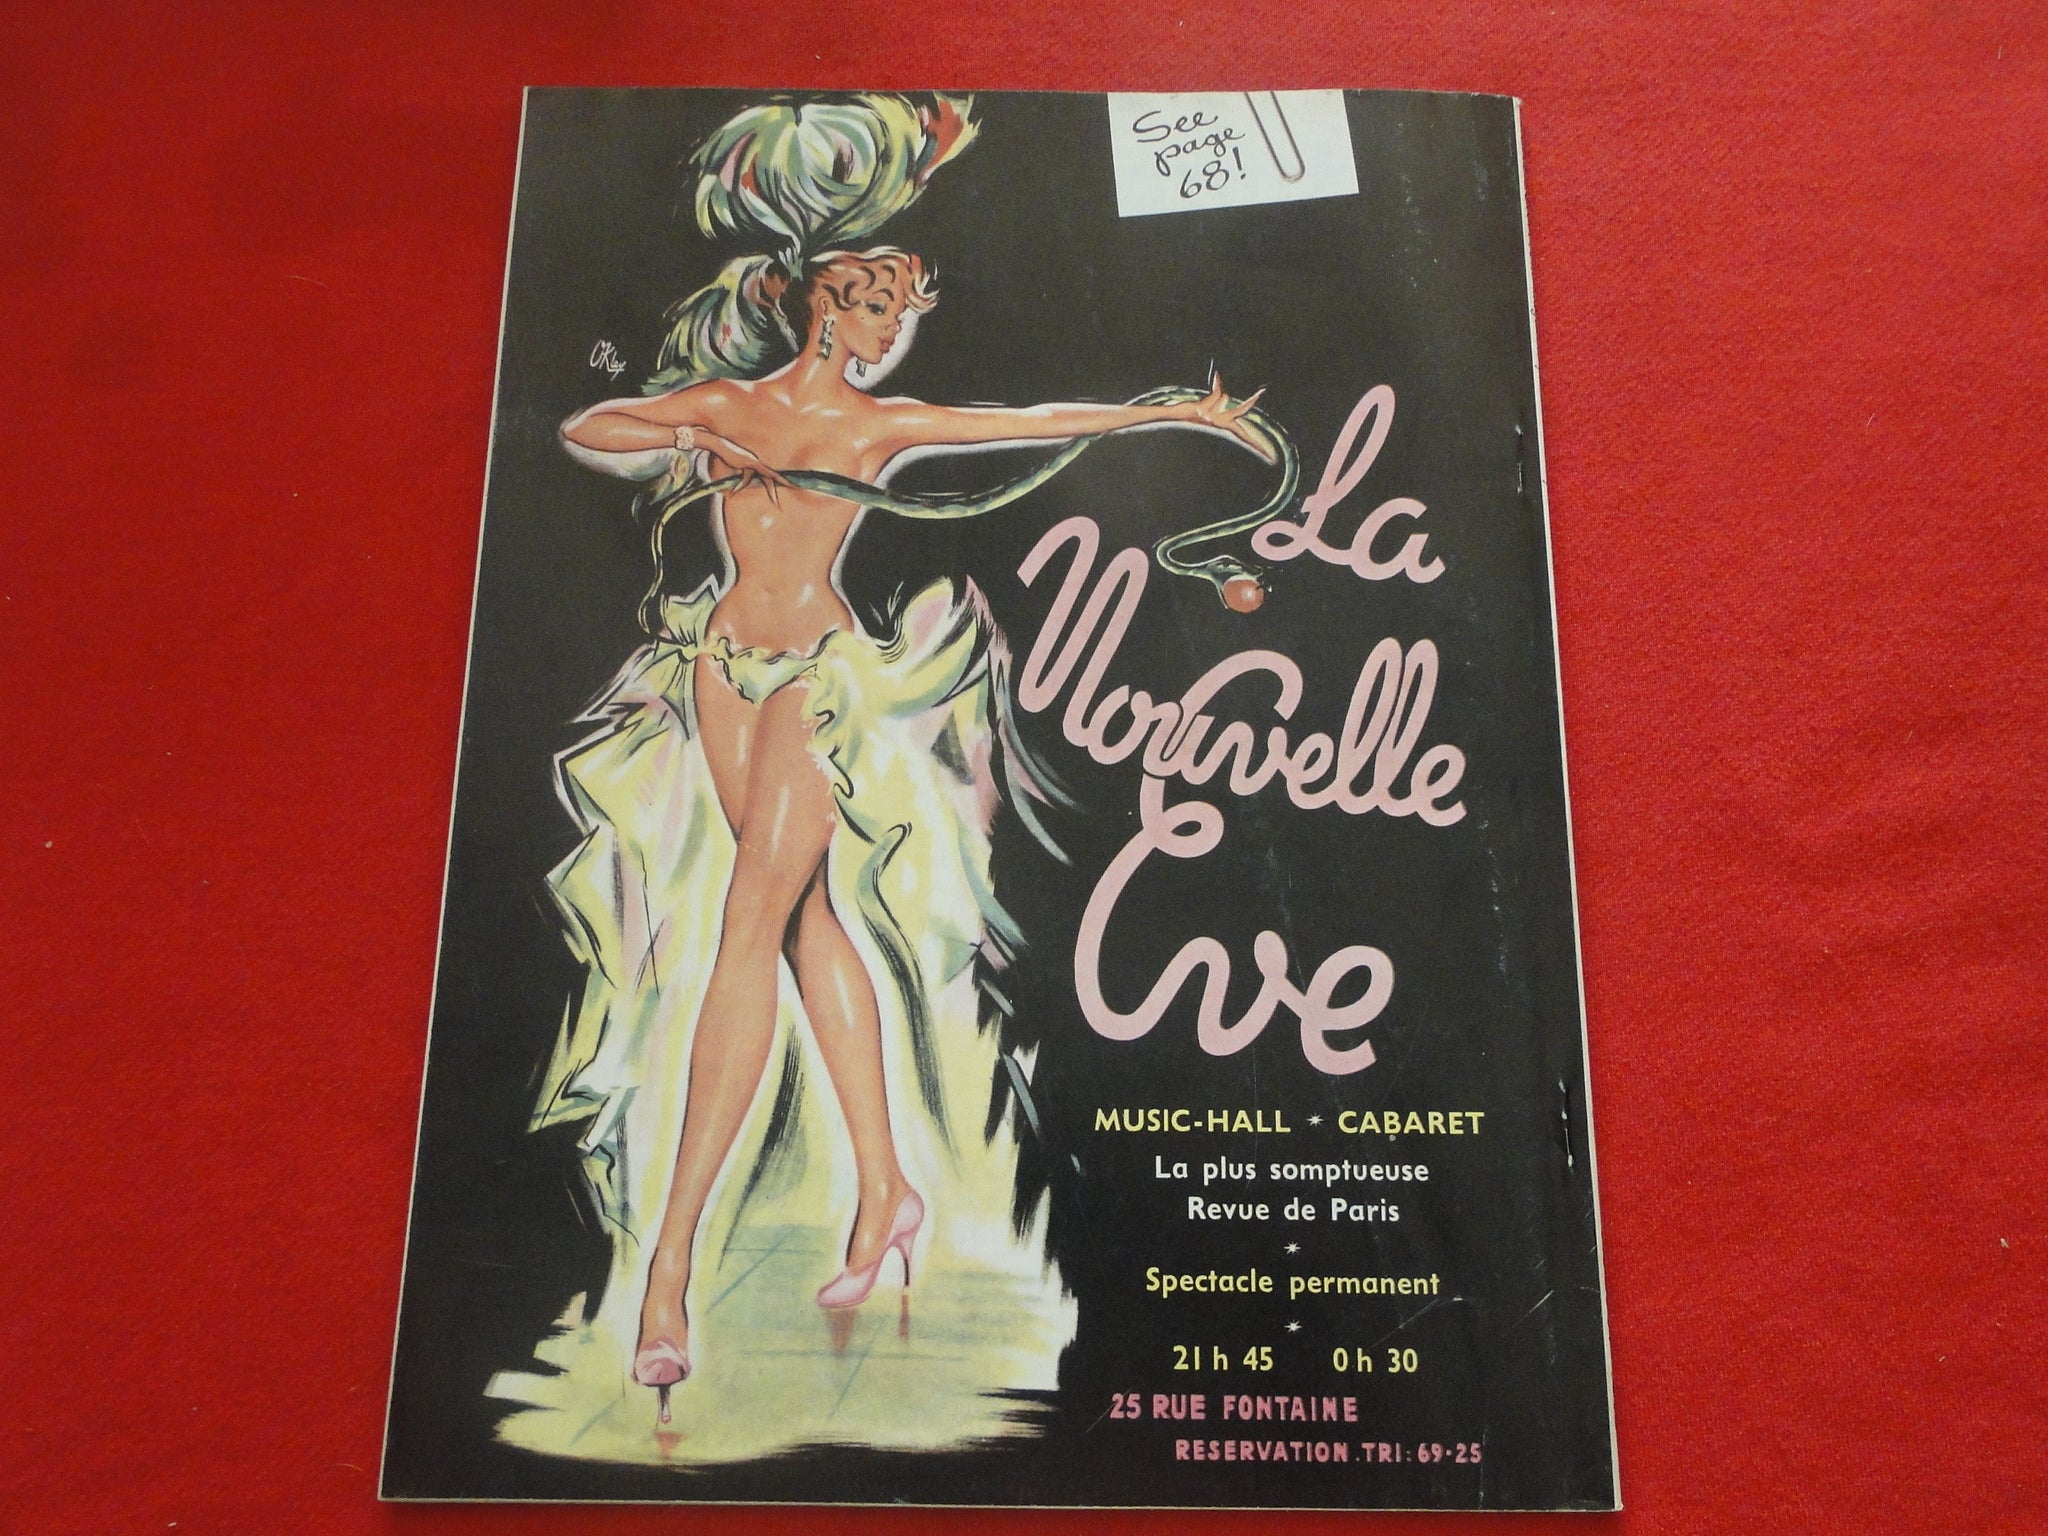 See
page
68!
OKley
La
Nouvelle
Eve
MUSIC-HALL * CABARET
La plus somptueuse
Revue de Paris
*
Spectacle permanent
*
21 h 45 0 h 30
25 RUE FONTAINE
RESERVATION . TRI : 69-25